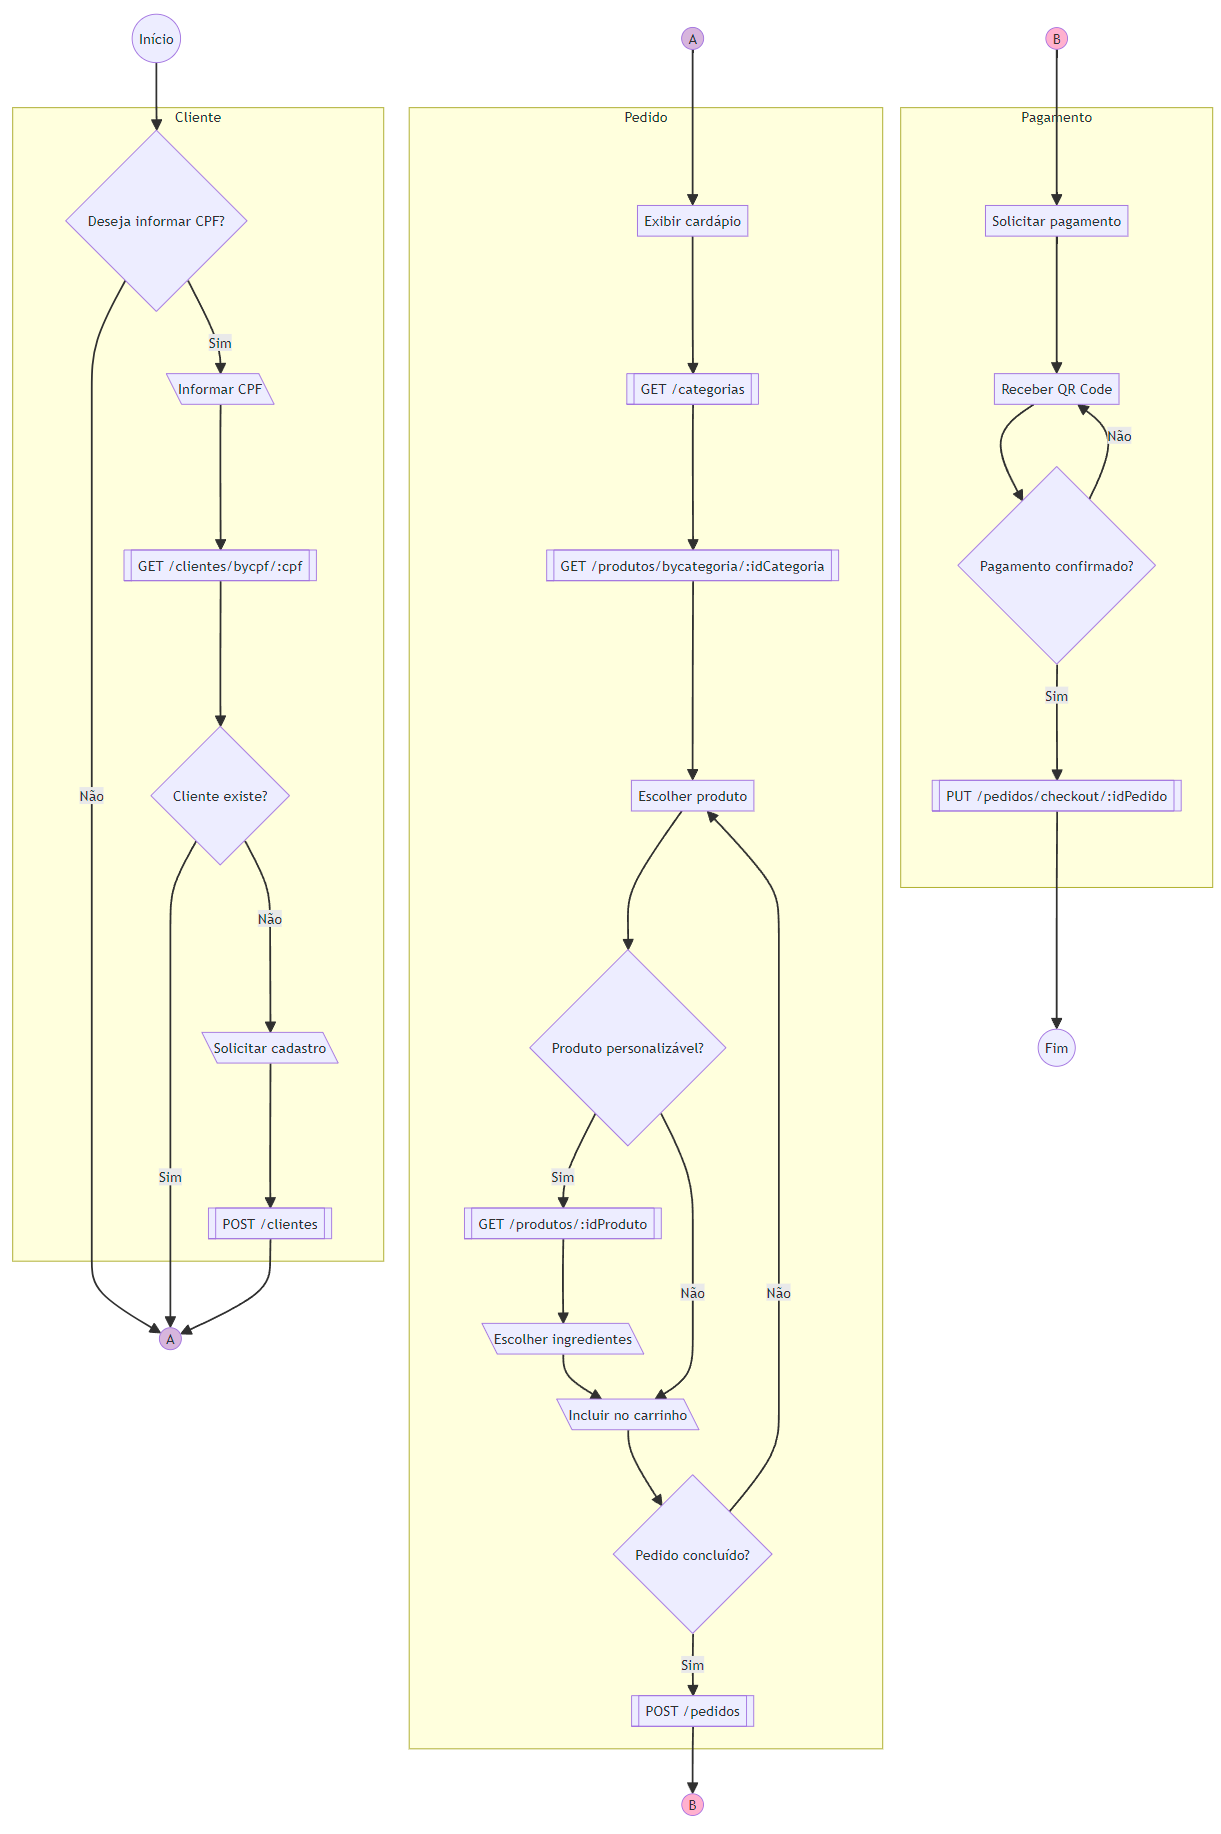 Início
Cliente
Deseja informar CPF?
Sim
Informar CPF
GET /clientes/bycpf/:cpf
Não
Cliente existe?
Não
Solicitar cadastro
Sim
POST /clientes
A
A
Pedido
Exibir cardápio
GET /categorias
GET /produtos/bycategoria/:idCategoria
Escolher produto
Produto personalizável?
Sim
GET /produtos/:idProduto
Não
Não
Escolher ingredientes
Incluir no carrinho
Pedido concluído?
Sim
POST /pedidos
B
B
Pagamento
Solicitar pagamento
Receber QR Code
Não
Pagamento confirmado?
Sim
PUT /pedidos/checkout/:idPedido
Fim